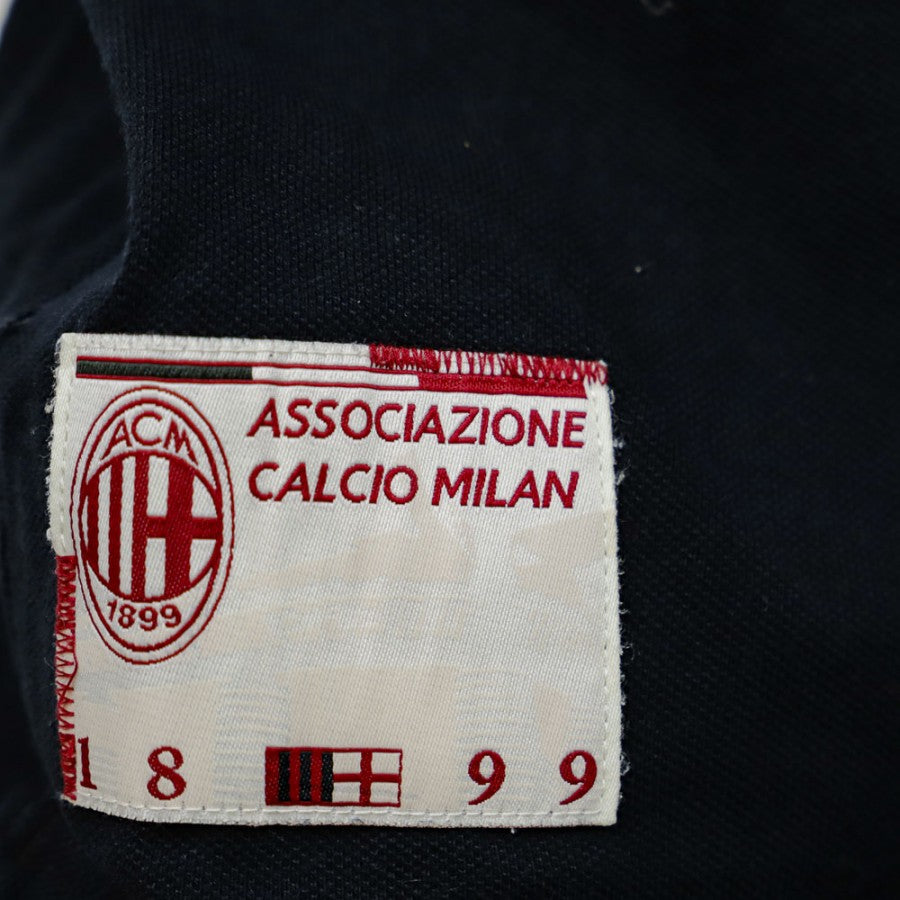 ACM
1899
ASSOCIAZIONE
CALCIO MILAN
1 8 9 9